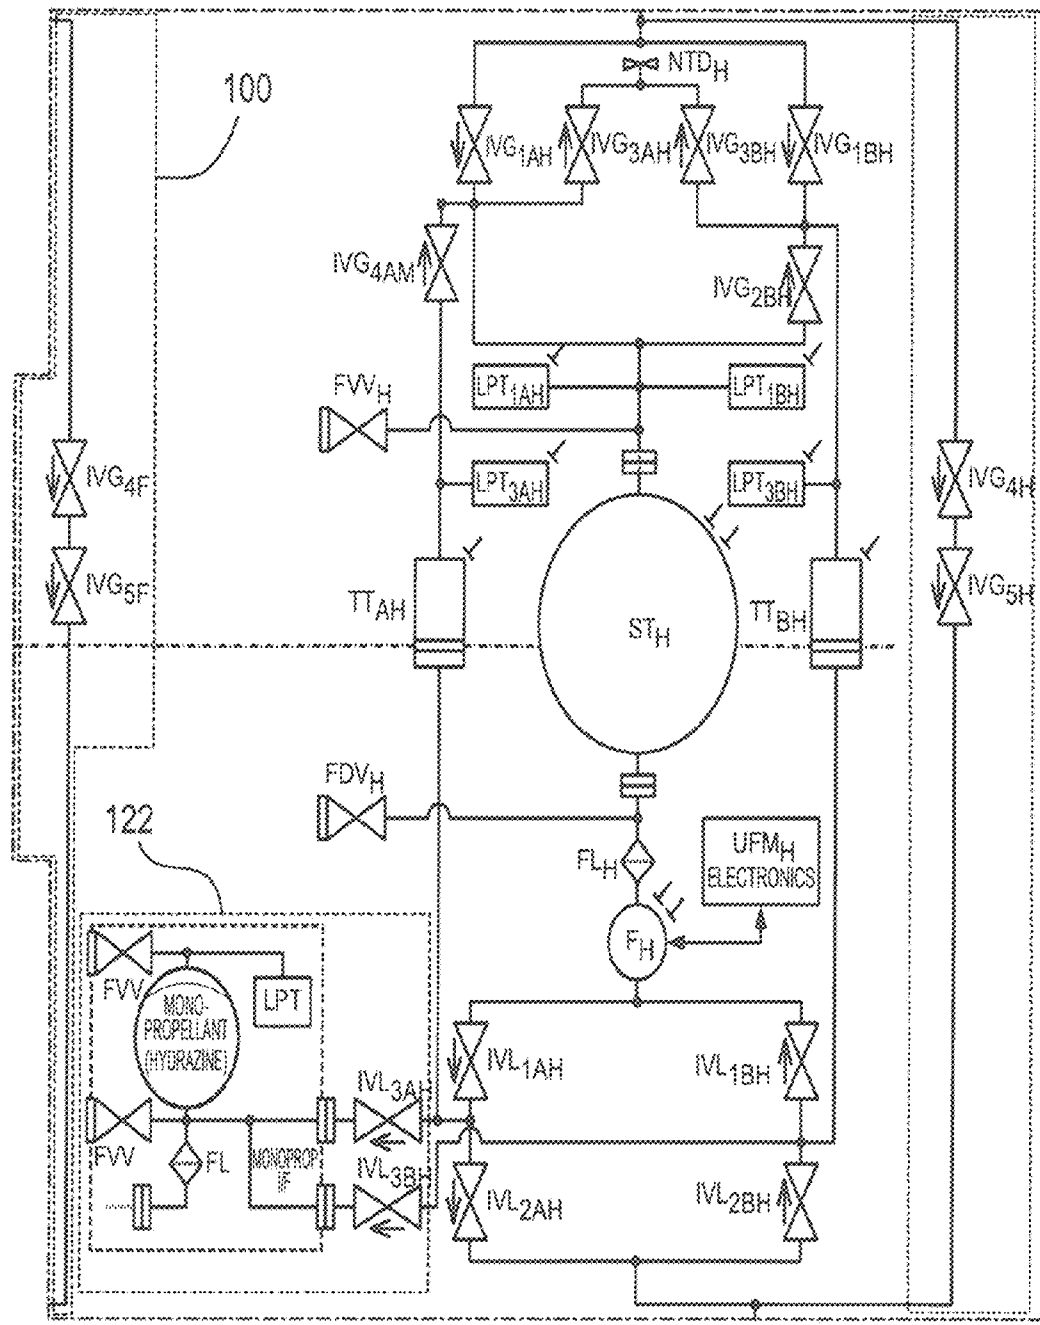 NTDH
100
IVG1AH
IVG3AH
IVG3BH
IVG1BH
IVG4AM
IVG2BH
FVVH
LPT1AH
LPT1BH
IVG4F
LPT3AH
LPT3BH
IVG4H
IVG5F
TTAH
STH
TTBH
IVG5H
FDVH
122
FLH
UFMH
ELECTRONICS
FH
FVV
LPT
MONO-
PROPELLANT
(HYDRAZINE)
IVL1AH
IVL1BH
IVL3AH
FVV
FL
MONOPROP
I/F
IVL3BH
IVL2AH
IVL2BH